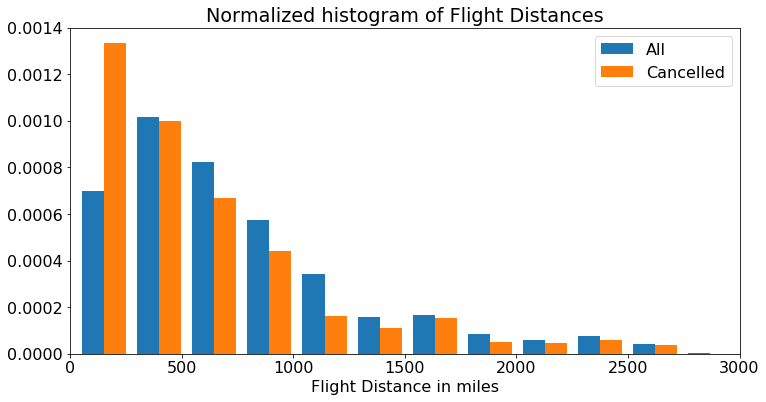 Normalized histogram of Flight Distances
0.0014
0.0012
0.0010
0.0008
0.0006
0.0004
0.0002
0.0000
All
Cancelled
0 500 1000 1500 2000 2500 3000
Flight Distance in miles